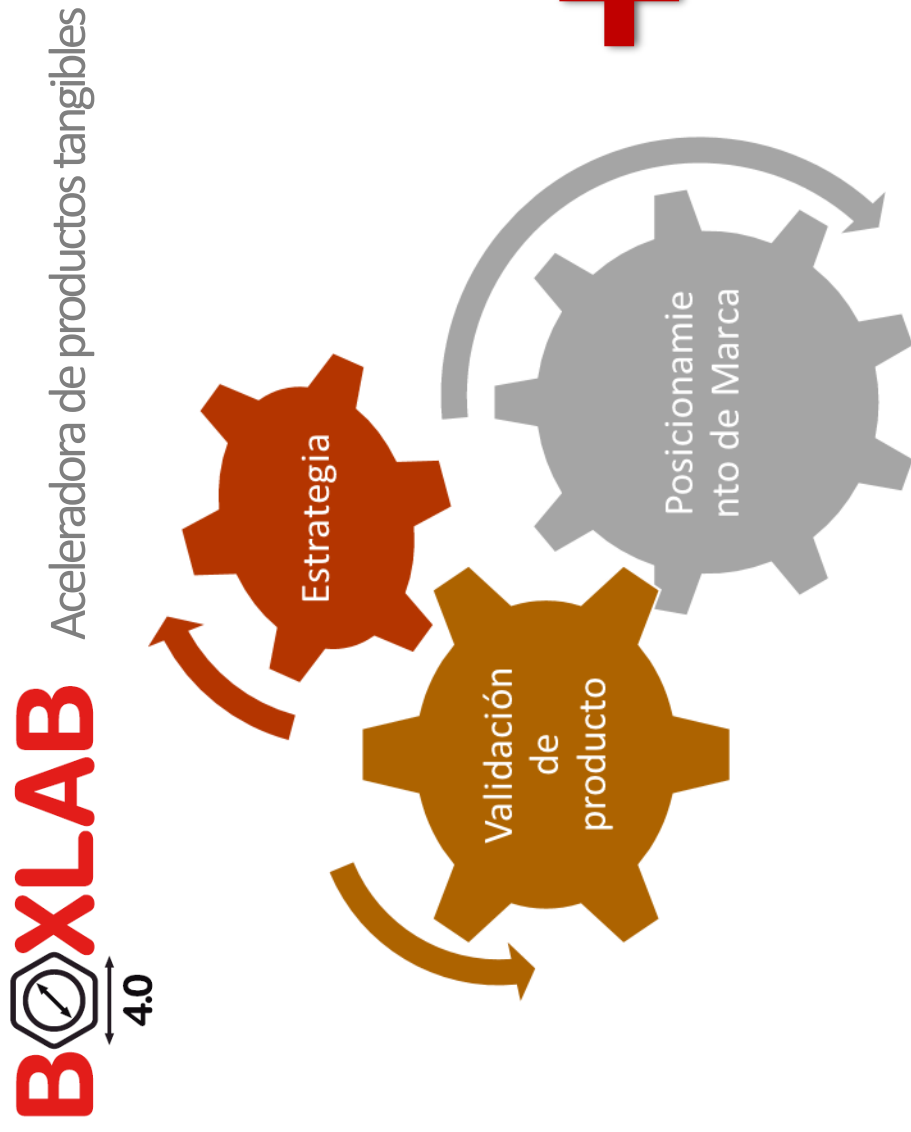 BOXLAB
4.0
Aceleradora de productos tangibles
Estrategia
Validación
de
producto
Posicionamie
nto de Marca